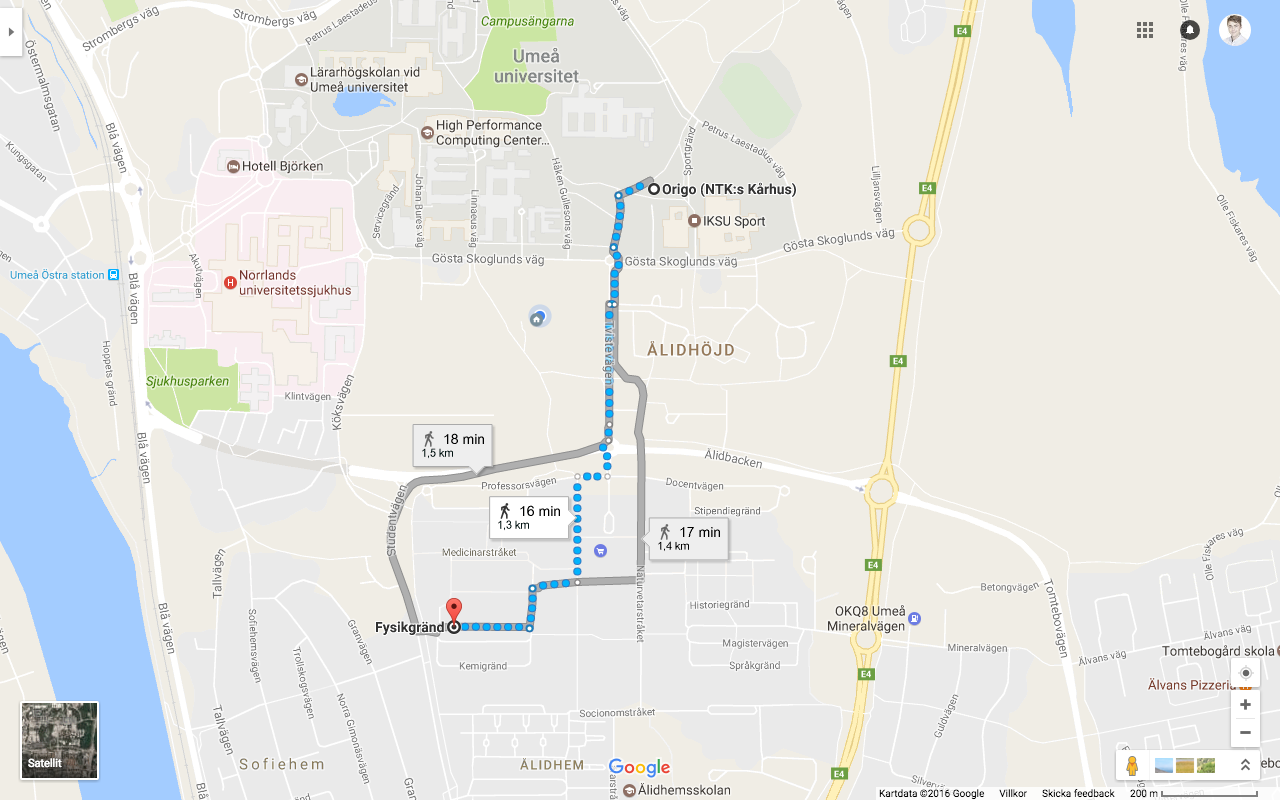 Strombergs väg
Petrus Laestadius väg
Strombergs väg
Campusängarna
Umeå
universitet
E4
Olle Fiskares väg
Östermalmsgatan
Lärarhögskolan vid
Umeå universitet
High Performance
Computing Center...
Blå vägen
Kungsgatan
Hotell Björken
Petrus Laestadius väg
Sportgränd
Servicegränd
Johan Bures väg
Linnaeus väg
Håken Gullesons väg
Liljansvägen
Origo (NTK:s Kårhus)
E4
IKSU Sport
Olle Fiskares väg
Gösta Skoglunds väg
Gösta Skoglunds väg
Gösta Skoglunds väg
Umeå Östra station
Akutvägen
Norrlands
universitetssjukhus
H
Blå vägen
Tvistevägen
ÅLIDHÖJD
E4
Hoppets gränd
Sjukhusparken
Klintvägen
Köksvägen
Blå vägen
18 min
1,5 km
Ålidbacken
Professorsvägen
Docentvägen
Stipendiegränd
16 min
1,3 km
17 min
1,4 km
Studentvägen
Medicinarstråket
Naturvetarstråket
E4
Olle Fiskares väg
Betongvägen
Tomtebovägen
Tallvägen
Blå vägen
Sofiehemsvägen
Granvägen
Fysikgränd
Historiegränd
OKQ8 Umeå
Mineralvägen
Magistervägen
Mineralvägen
Älvans väg
Älvans väg
Tomtebogård skola
Kemigränd
Språkgränd
E4
Älvans Pizzeria
Trollskogsvägen
Norra Gimonäsvägen
Tallvägen
Socionomstråket
Guldvägen
Satellit
Sofiehem
ÅLIDHEM
Google
Ålidhemsskolan
E4
Kartdata ©2016 Google
Villkor
Skicka feedback
200 m